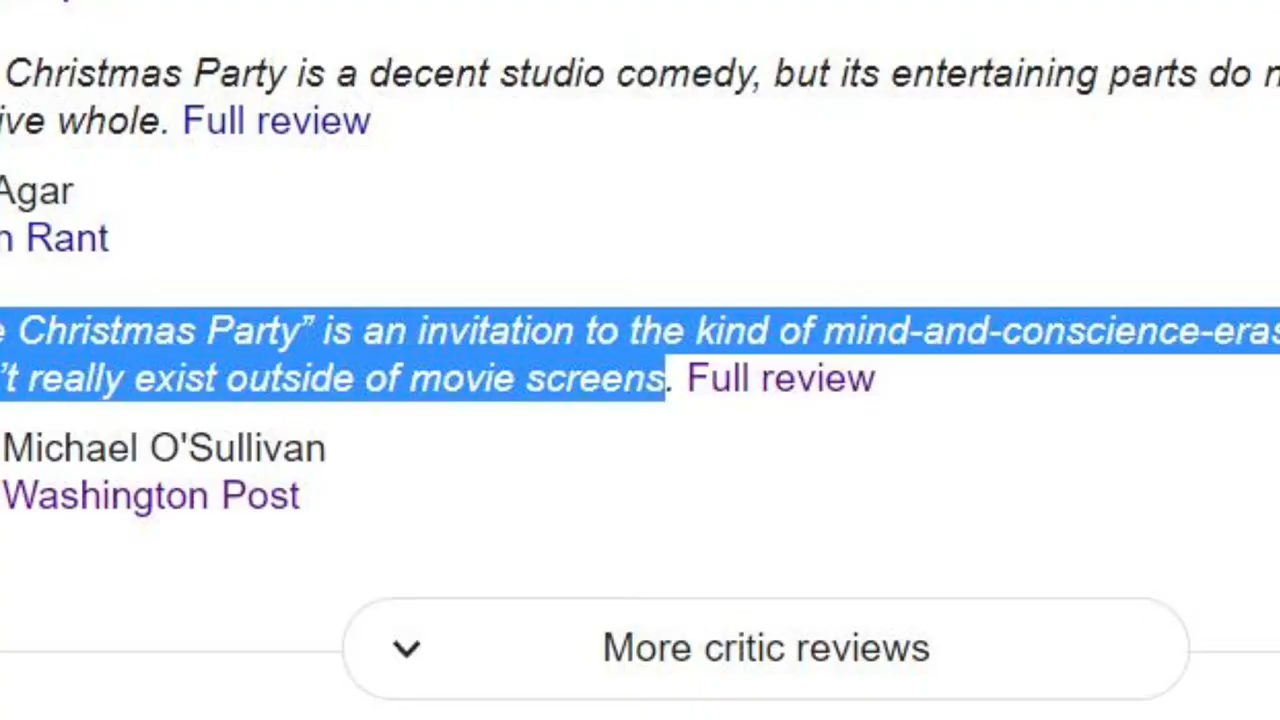 Christmas Party is a decent studio comedy, but its entertaining parts do
ive whole. Full review
Agar
n Rant
e Christmas Party” is an invitation to the kind of mind-and-conscience-eras
’t really exist outside of movie screens. Full review
Michael O'Sullivan
Washington Post
More critic reviews